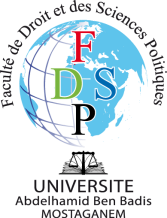 Faculté de Droit et des Sciences Politiques
F
D S
P
UNIVERSITE
Abdelhamid Ben Badis
MOSTAGANEM